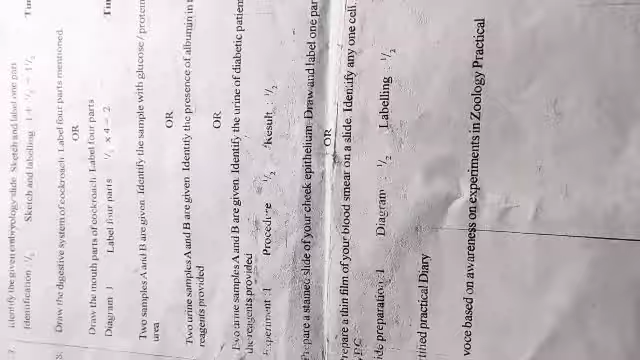 7. Identify the given embryology slide. Sketch and label one part
Identification : 1/2 Sketch and labelling : 1 + 1/2 = 1 1/2
8. Draw the digestive system of cockroach. Label four parts mentioned.
OR
Draw the mouth parts of cockroach. Label four parts
Diagram : 1 Label four parts 1/2 x 4 = 2
Two samples A and B are given. Identify the sample with glucose / protein
urea
OR
Two urine samples A and B are given. Identify the presence of albumin in
reagents provided
OR
Two urine samples A and B are given. Identify the urine of diabetic patient
the reagents provided
Experiment : 1 Procedure : 1/2 Result : 1/2
Prepare a stained slide of your cheek epithelium. Draw and label one par
OR
Prepare a thin film of your blood smear on a slide. Identify any one cell
preparation : 1 Diagram : 1/2 Labelling : 1/2
practical Diary
voce based on awareness on experiments in Zoology Practical